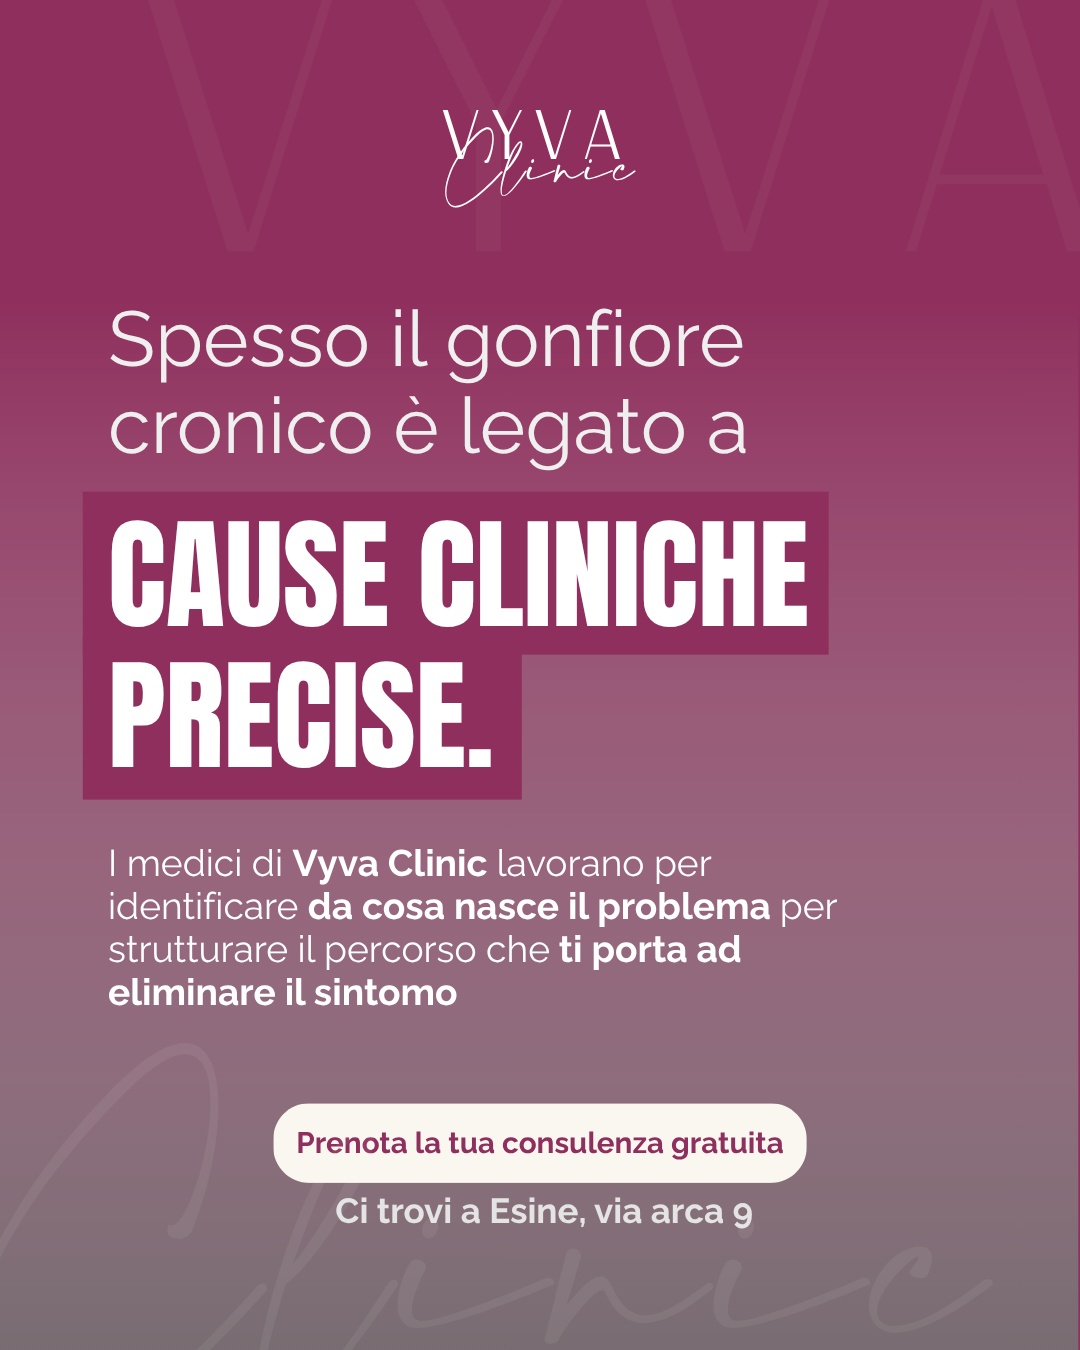 VYVA
Clinic
Spesso il gonfiore
cronico è legato a
CAUSE CLINICHE
PRECISE.
I medici di Vyva Clinic lavorano per
identificare da cosa nasce il problema per
strutturare il percorso che ti porta ad
eliminare il sintomo
Prenota la tua consulenza gratuita
Ci trovi a Esine, via arca 9
VYVA
Clinic